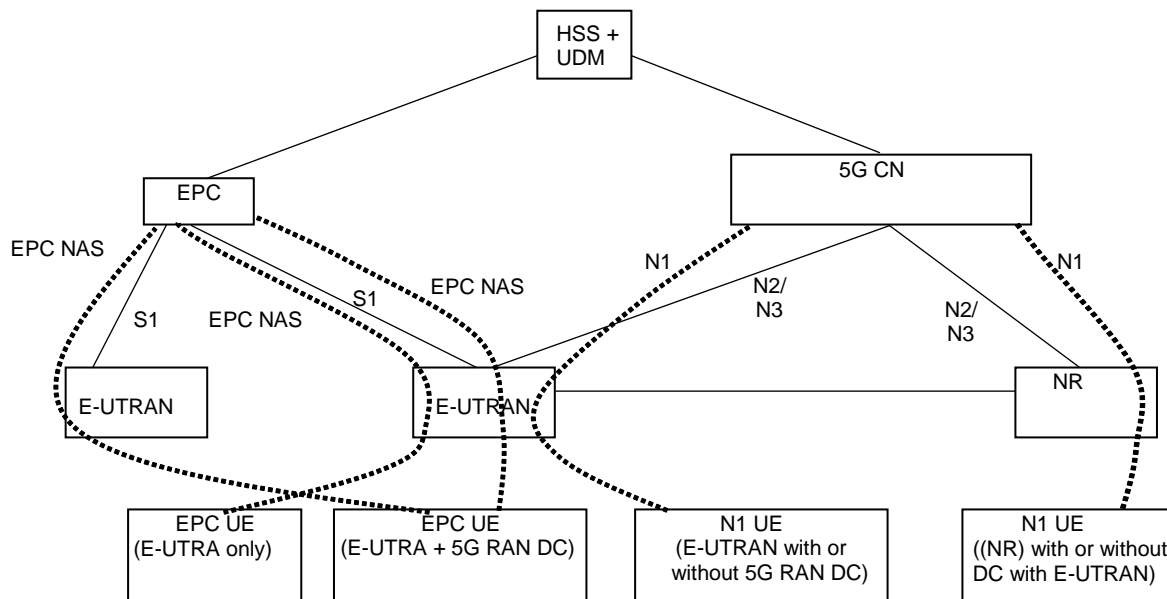 HSS +
UDM
EPC
5G CN
EPC NAS
S1
EPC NAS
S1
EPC NAS
N1
N2/
N3
N2/
N3
N1
E-UTRAN
E-UTRAN
NR
EPC UE
(E-UTRA only)
EPC UE
(E-UTRA + 5G RAN DC)
N1 UE
(E-UTRAN with or
without 5G RAN DC)
N1 UE
((NR) with or without
DC with E-UTRAN)